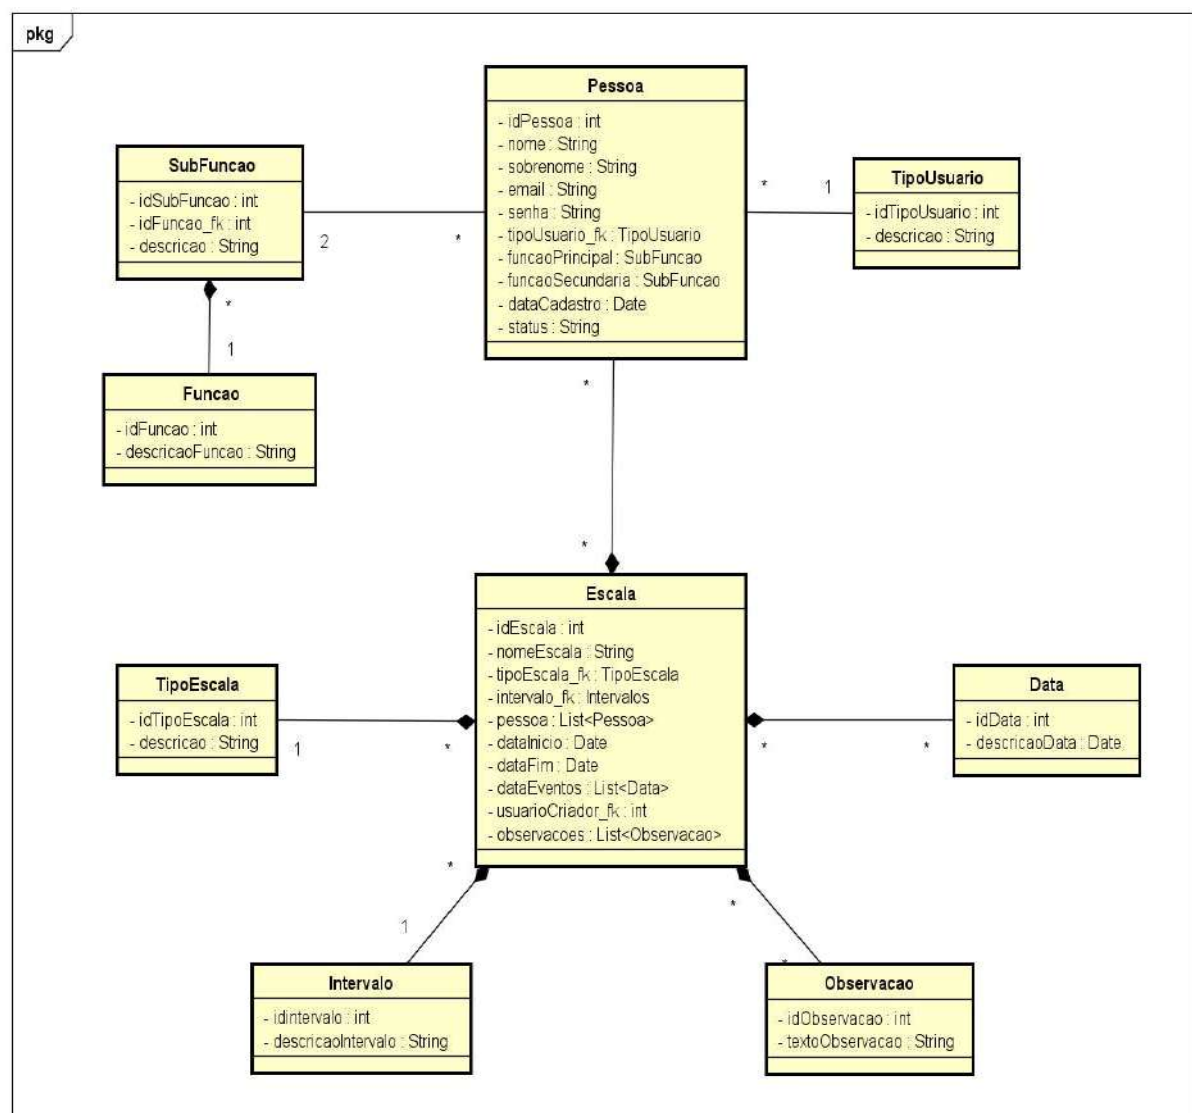 pkg
Pessoa
- idPessoa : int
- nome : String
- sobrenome : String
- email : String
- senha : String
- tipoUsuario_fk : TipoUsuario
- funcaoPrincipal : SubFuncao
- funcaoSecundaria : SubFuncao
- dataCadastro : Date
- status : String
SubFuncao
- idSubFuncao : int
- idFuncao_fk : int
- descricao : String
2
*
*
1
TipoUsuario
- idTipoUsuario : int
- descricao : String
*
1
Funcao
- idFuncao : int
- descricaoFuncao : String
*
*
Escala
- idEscala : int
- nomeEscala : String
- tipoEscala_fk : TipoEscala
- intervalo_fk : Intervalos
- pessoa : List<Pessoa>
- dataInicio : Date
- dataFim : Date
- dataEventos : List<Data>
- usuarioCriador_fk : int
- observacoes : List<Observacao>
TipoEscala
- idTipoEscala : int
- descricao : String
1
*
*
*
Data
- idData : int
- descricaoData : Date
*
1
*
*
Intervalo
- idintervalo : int
- descricaoIntervalo : String
Observacao
- idObservacao : int
- textoObservacao : String